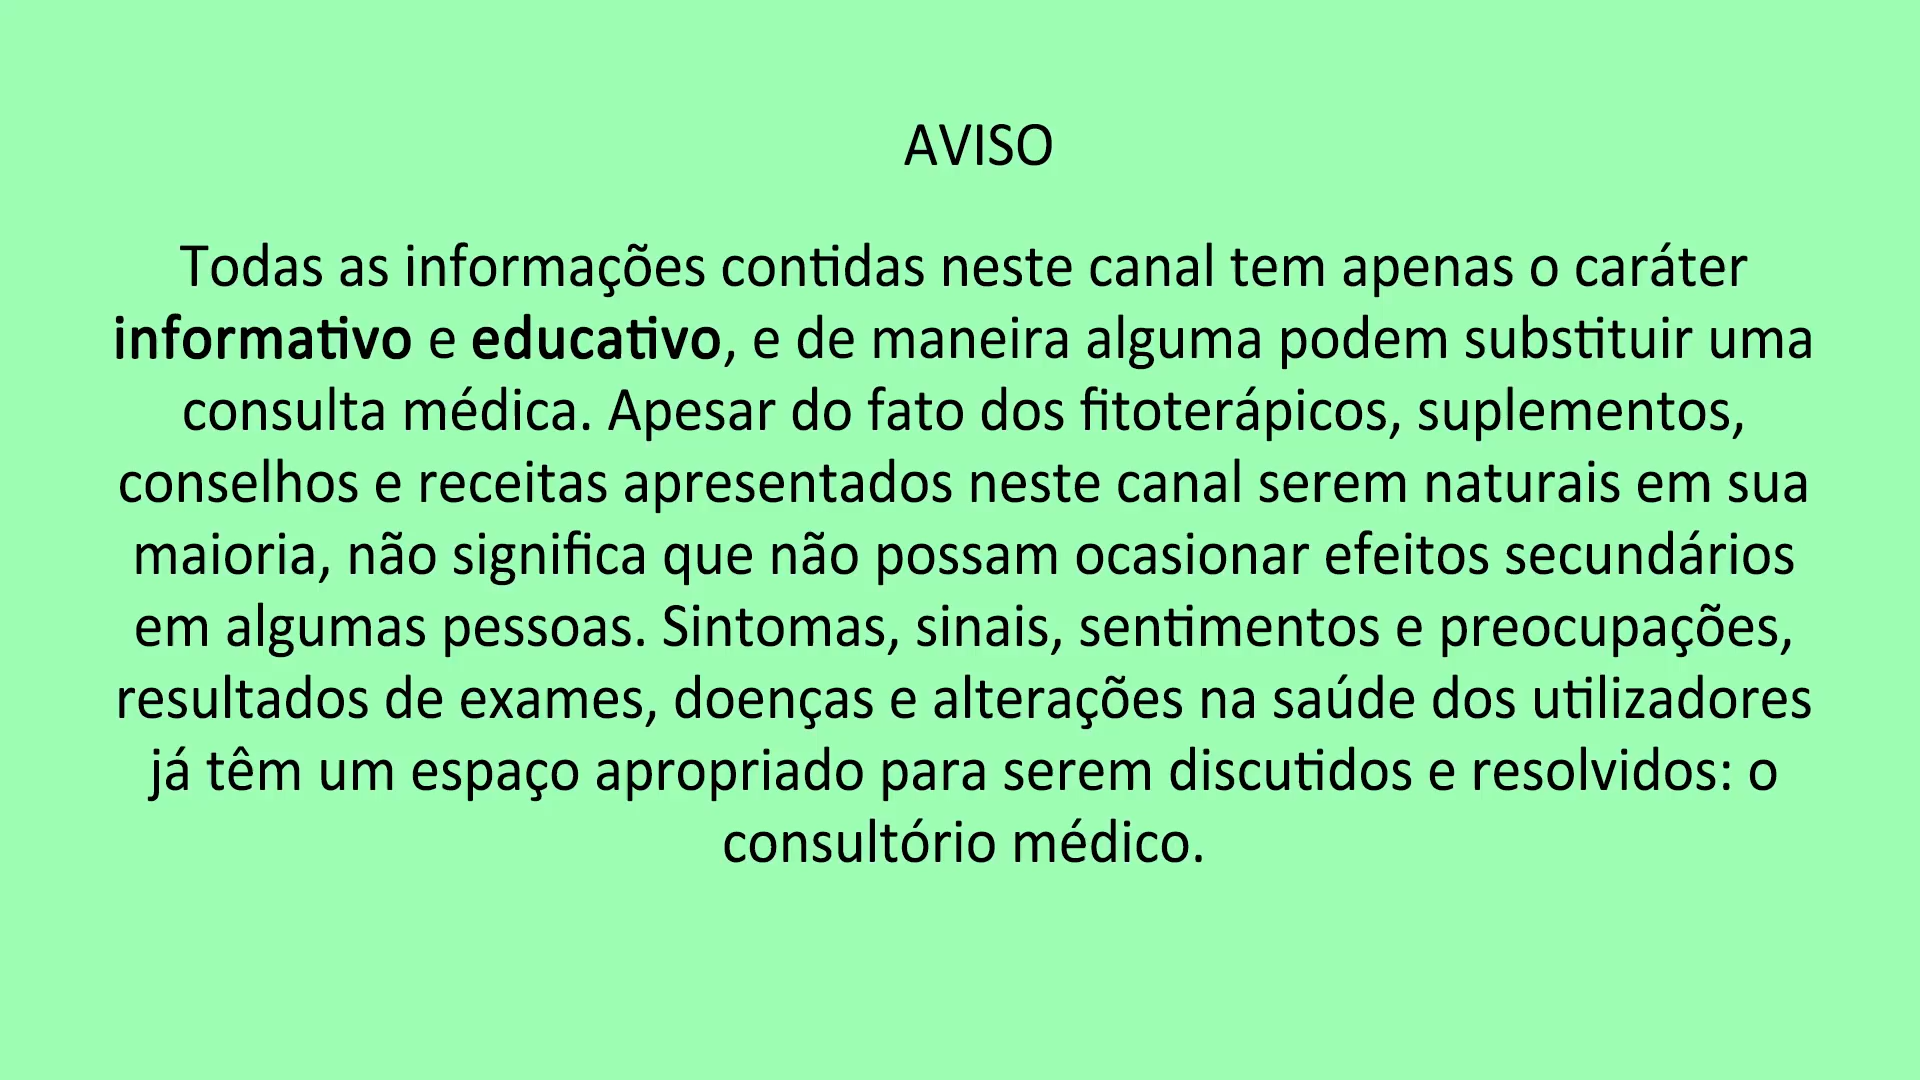 AVISO
Todas as informações contidas neste canal tem apenas o caráter
informativo e educativo, e de maneira alguma podem substituir uma
consulta médica. Apesar do fato dos fitoterápicos, suplementos,
conselhos e receitas apresentados neste canal serem naturais em sua
maioria, não significa que não possam ocasionar efeitos secundários
em algumas pessoas. Sintomas, sinais, sentimentos e preocupações,
resultados de exames, doenças e alterações na saúde dos utilizadores
já têm um espaço apropriado para serem discutidos e resolvidos: o
consultório médico.